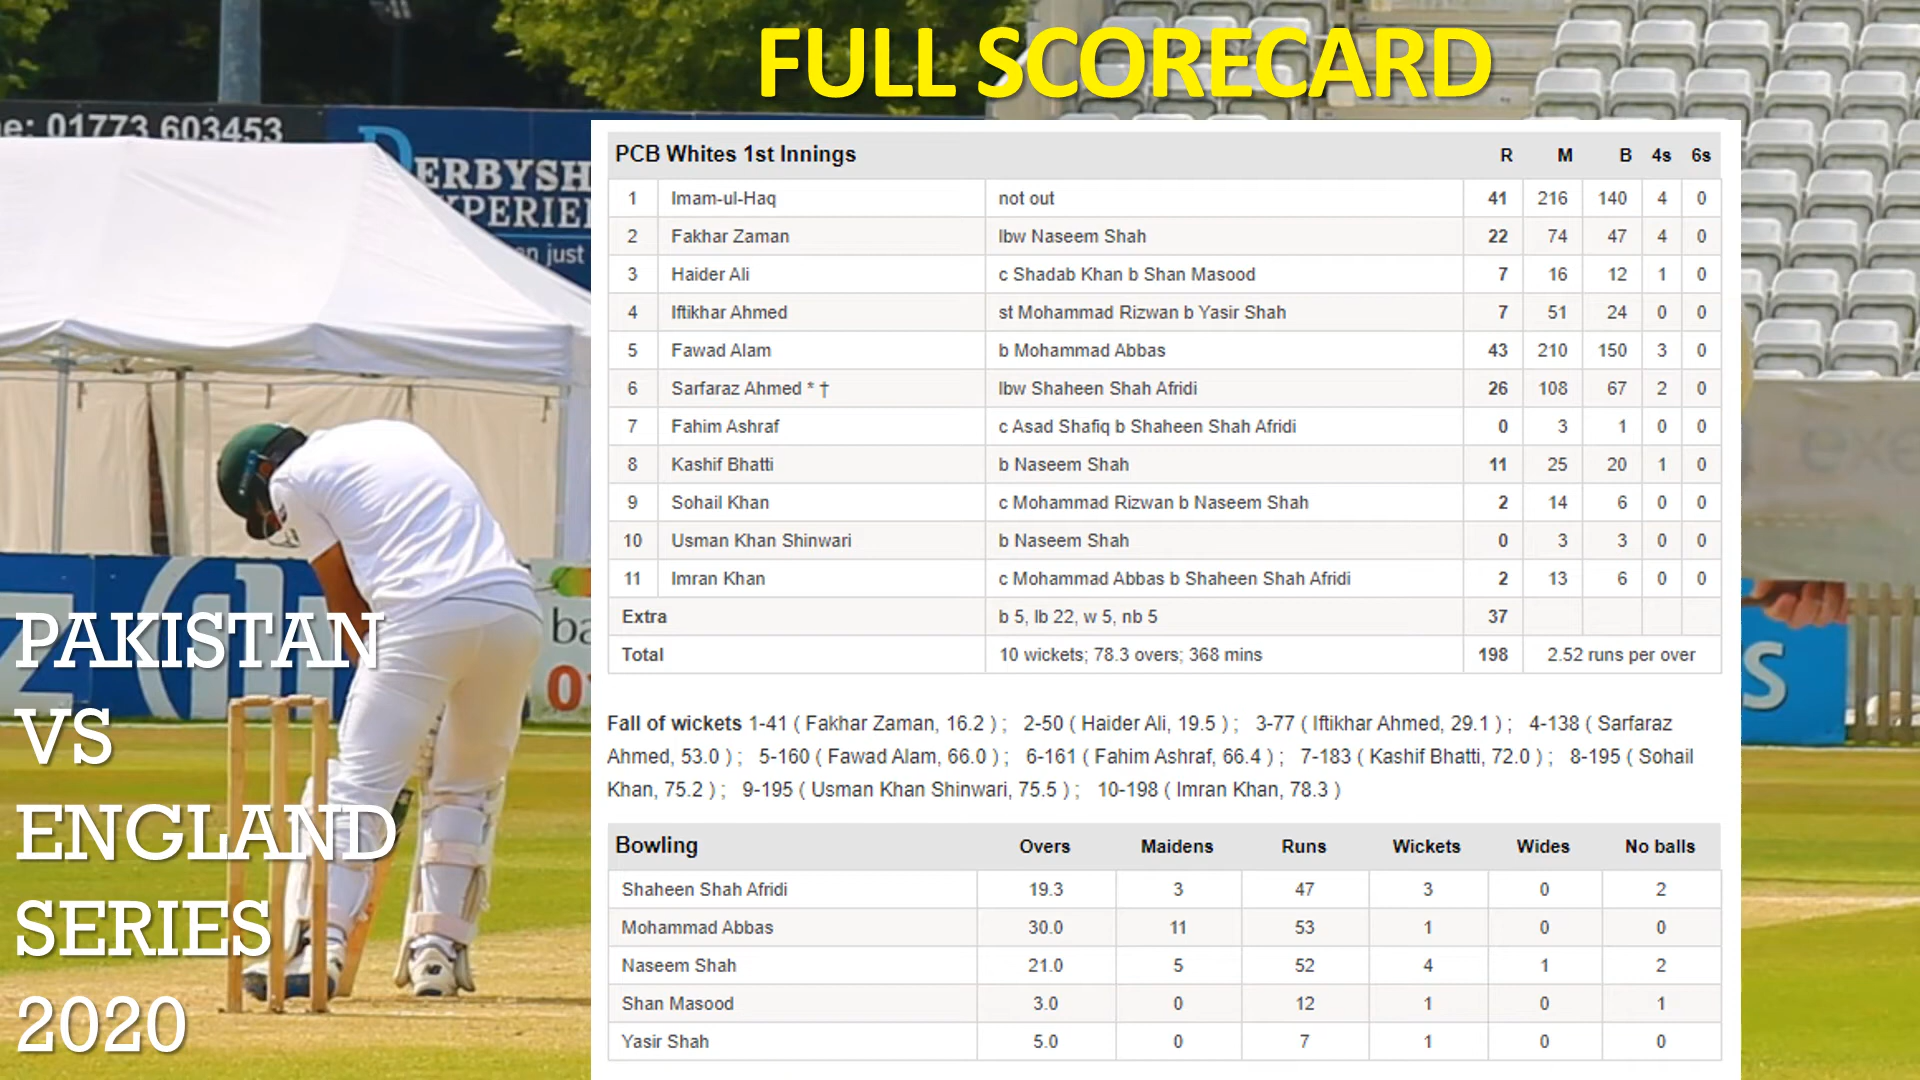 FULL SCORECARD
e: 01773 603453
DERBYSH
XPERIE
n just
PCB Whites 1st Innings R M B 4s 6s
1 Imam-ul-Haq not out 41 216 140 4 0
2 Fakhar Zaman lbw Naseem Shah 22 74 47 4 0
3 Haider Ali c Shadab Khan b Shan Masood 7 16 12 1 0
4 Iftikhar Ahmed st Mohammad Rizwan b Yasir Shah 7 51 24 0 0
5 Fawad Alam b Mohammad Abbas 43 210 150 3 0
6 Sarfaraz Ahmed * † lbw Shaheen Shah Afridi 26 108 67 2 0
7 Fahim Ashraf c Asad Shafiq b Shaheen Shah Afridi 0 3 1 0 0
8 Kashif Bhatti b Naseem Shah 11 25 20 1 0
9 Sohail Khan c Mohammad Rizwan b Naseem Shah 2 14 6 0 0
10 Usman Khan Shinwari b Naseem Shah 0 3 3 0 0
11 Imran Khan c Mohammad Abbas b Shaheen Shah Afridi 2 13 6 0 0
Extra b 5, lb 22, w 5, nb 5 37
Total 10 wickets; 78.3 overs; 368 mins 198 2.52 runs per over
Fall of wickets 1-41 ( Fakhar Zaman, 16.2 ) ; 2-50 ( Haider Ali, 19.5 ) ; 3-77 ( Iftikhar Ahmed, 29.1 ) ; 4-138 ( Sarfaraz
Ahmed, 53.0 ) ; 5-160 ( Fawad Alam, 66.0 ) ; 6-161 ( Fahim Ashraf, 66.4 ) ; 7-183 ( Kashif Bhatti, 72.0 ) ; 8-195 ( Sohail
Khan, 75.2 ) ; 9-195 ( Usman Khan Shinwari, 75.5 ) ; 10-198 ( Imran Khan, 78.3 )
Bowling Overs Maidens Runs Wickets Wides No balls
Shaheen Shah Afridi 19.3 3 47 3 0 2
Mohammad Abbas 30.0 11 53 1 0 0
Naseem Shah 21.0 5 52 4 1 2
Shan Masood 3.0 0 12 1 0 1
Yasir Shah 5.0 0 7 1 0 0
PAKISTAN
VS
ENGLAND
SERIES
2020